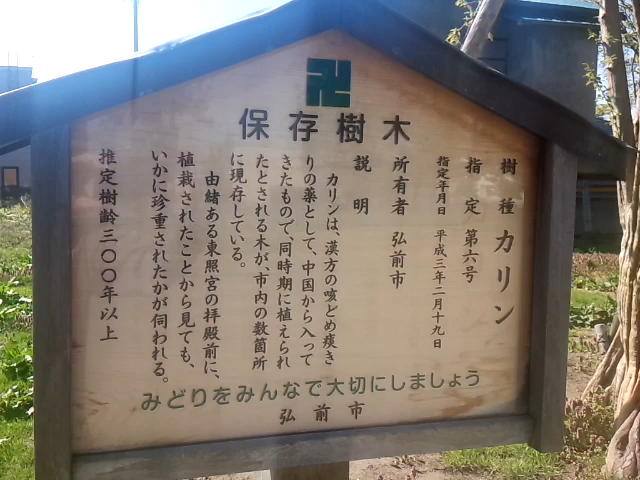 保存樹木
樹種 カリン
指定 第六号
指定年月日 平成三年二月十九日
所有者 弘前市
説明
カリンは、漢方の咳どめ痰き
りの薬として、中国から入って
きたもので、同時期に植えられ
たとされる木が、市内の数箇所
に現存している。
由緒ある東照宮の拝殿前に、
植栽されたことから見ても、
いかに珍重されたかが伺われる。
推定樹齢三〇〇年以上
みどりをみんなで大切にしましょう
弘前市